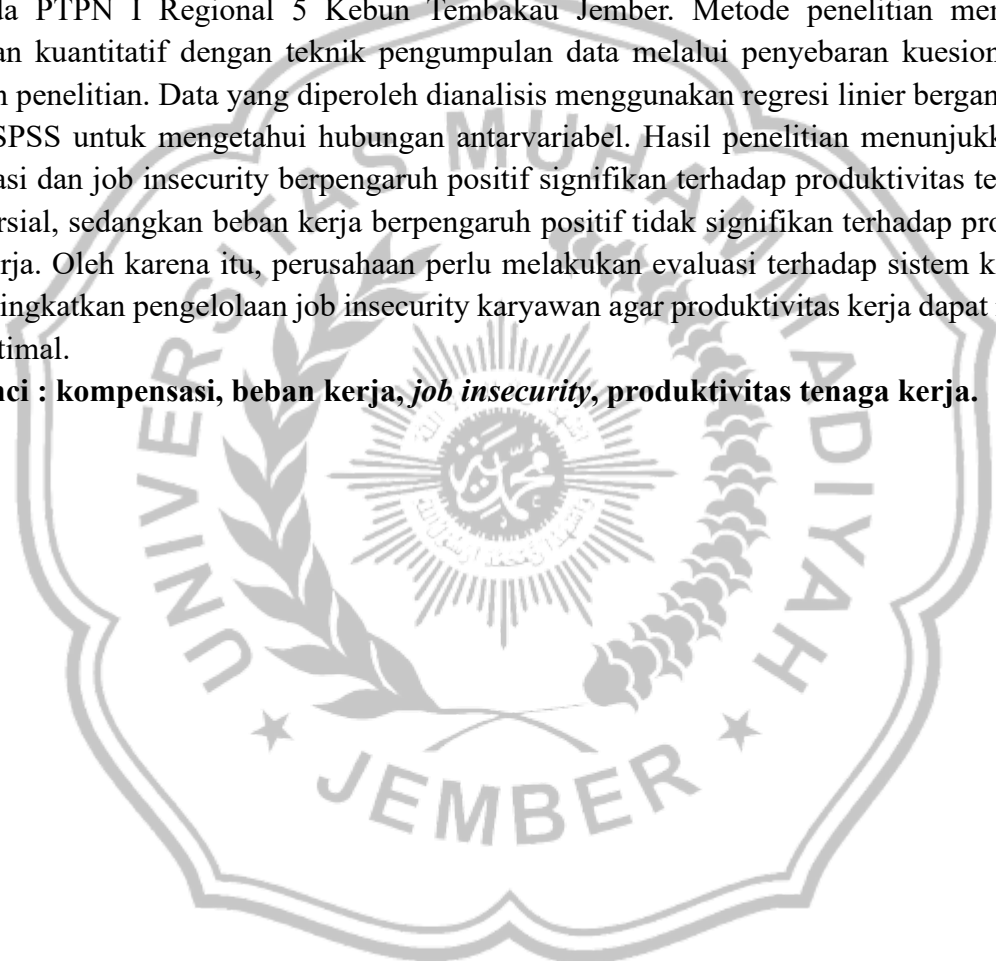 la PTPN I Regional 5 Kebun Tembakau Jember. Metode penelitian men
an kuantitatif dengan teknik pengumpulan data melalui penyebaran kuesion
n penelitian. Data yang diperoleh dianalisis menggunakan regresi linier bergan
SPSS untuk mengetahui hubungan antarvariabel. Hasil penelitian menunjukk
asi dan job insecurity berpengaruh positif signifikan terhadap produktivitas te
rsial, sedangkan beban kerja berpengaruh positif tidak signifikan terhadap pro
rja. Oleh karena itu, perusahaan perlu melakukan evaluasi terhadap sistem k
ingkatkan pengelolaan job insecurity karyawan agar produktivitas kerja dapat
timal.
nci : kompensasi, beban kerja, job insecurity, produktivitas tenaga kerja.
UNIVERSITAS MUHAMMADIYAH
JEMBER